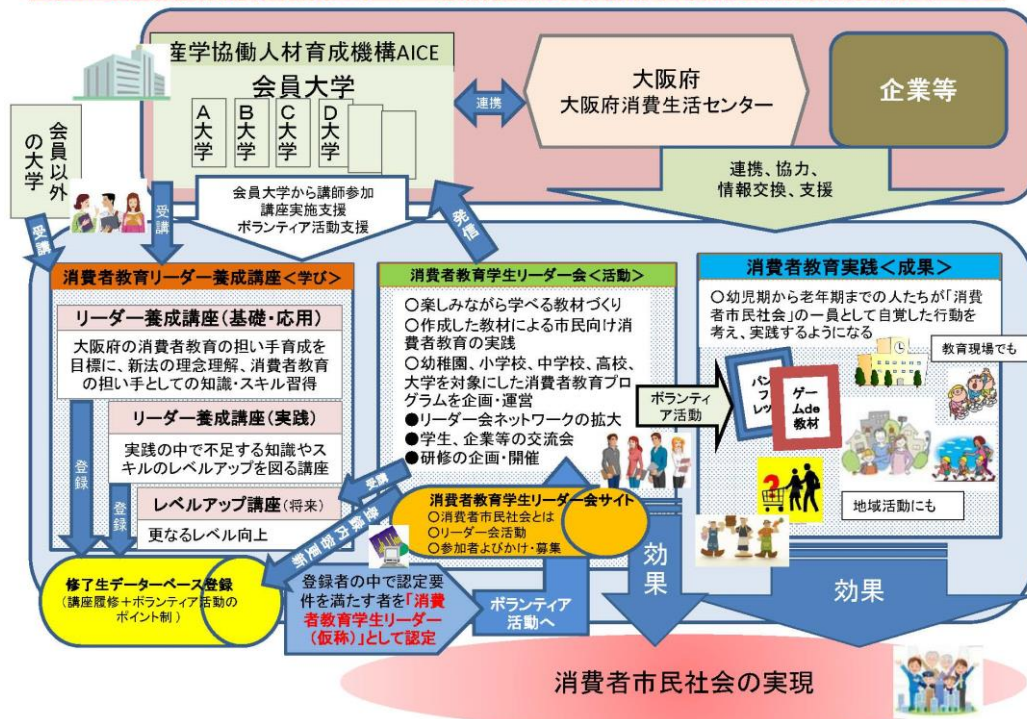 産学協働人材育成機構AICE
会員大学
A大学
B大学
C大学
D大学
連携
大阪府
大阪府消費生活センター
企業等
会員以外の大学
受講
受講
会員大学から講師参加
講座実施支援
ボランティア活動支援
発信
連携、協力、
情報交換、支援
消費者教育リーダー養成講座<学び>
リーダー養成講座(基礎・応用)
大阪府の消費者教育の担い手育成を
目標に、新法の理念理解、消費者教育
の担い手としての知識・スキル習得
リーダー養成講座(実践)
実践の中で不足する知識やス
キルのレベルアップを図る講座
レベルアップ講座(将来)
更なるレベル向上
登録
登録
消費者教育学生リーダー会<活動>
○楽しみながら学べる教材づくり
○作成した教材による市民向け消
費者教育の実践
○幼稚園、小学校、中学校、高校、
大学を対象にした消費者教育プロ
グラムを企画・運営
●リーダー会ネットワークの拡大
●学生、企業等の交流会
●研修の企画・開催
受講
登録内容更新
消費者教育学生リーダー会サイト
○消費者市民社会とは
○リーダー会活動
○参加者よびかけ・募集
ボランティ
ア活動
消費者教育実践<成果>
○幼児期から老年期までの人たちが「消費
者市民社会」の一員として自覚した行動を
考え、実践するようになる
教育現場でも
パンフレット
ゲー
ムde
教材
地域活動にも
修了生データーベース登録
(講座履修+ボランティア活動の
ポイント制)
登録者の中で認定要
件を満たす者を「消費
者教育学生リーダー
(仮称)」として認定
ボランティア
活動へ
効果
効果
消費者市民社会の実現